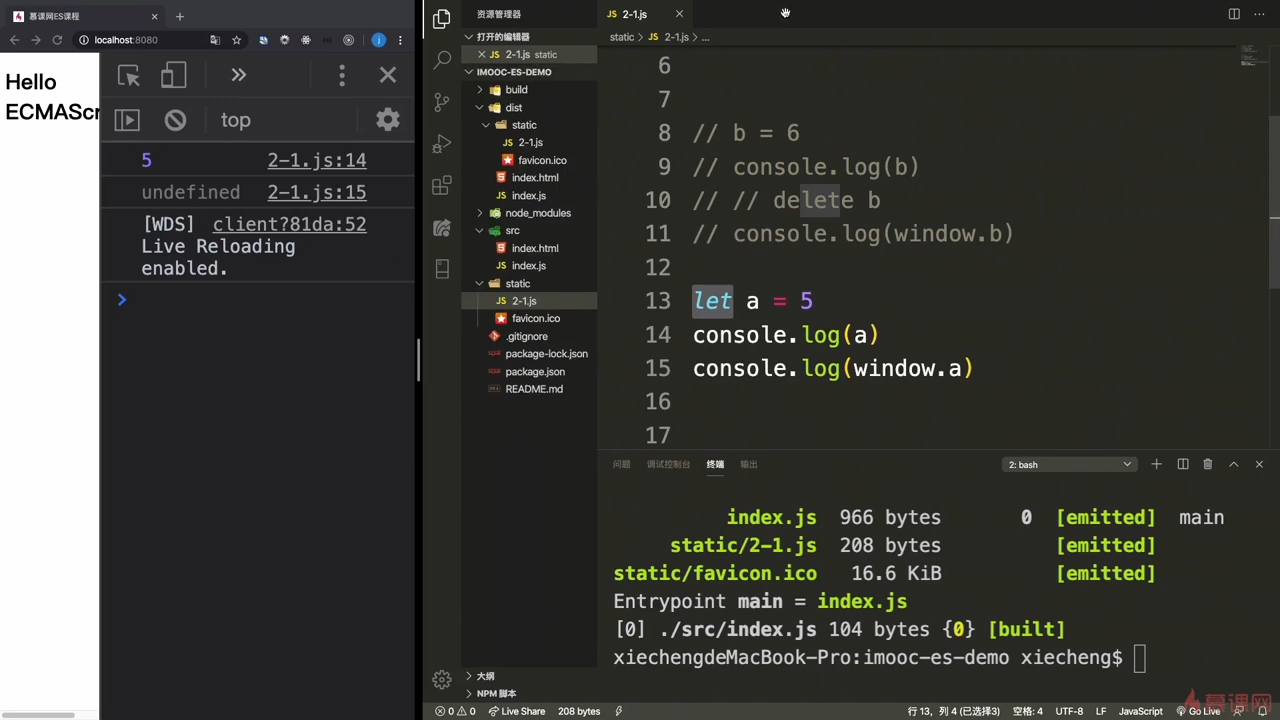 慕课网ES课程
localhost:8080
Hello
ECMAScr
top
5 2-1.js:14
undefined 2-1.js:15
[WDS] client?81da:52
Live Reloading
enabled.
资源管理器
打开的编辑器
JS 2-1.js static
IMOOC-ES-DEMO
build
dist
static
JS 2-1.js
favicon.ico
index.html
JS index.js
node_modules
src
index.html
JS index.js
static
JS 2-1.js
favicon.ico
.gitignore
package-lock.json
package.json
README.md
大纲
NPM 脚本
JS 2-1.js
static > JS 2-1.js > ...
6
7
8 // b = 6
9 // console.log(b)
10 // // delete b
11 // console.log(window.b)
12
13 let a = 5
14 console.log(a)
15 console.log(window.a)
16
17
问题 调试控制台 终端 输出 2: bash
index.js 966 bytes 0 [emitted] main
static/2-1.js 208 bytes [emitted]
static/favicon.ico 16.6 KiB [emitted]
Entrypoint main = index.js
[0] ./src/index.js 104 bytes {0} [built]
xiechengdeMacBook-Pro:imooc-es-demo xiecheng$
0 0 Live Share 208 bytes 行 13，列 4 (已选择3) 空格: 4 UTF-8 LF JavaScript Go Live
慕课网